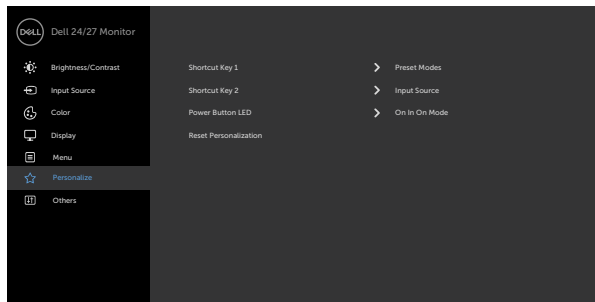 DELL Dell 24/27 Monitor
Brightness/Contrast Shortcut Key 1 Preset Modes
Input Source Shortcut Key 2 Input Source
Color Power Button LED On In On Mode
Display Reset Personalization
Menu
Personalize
Others